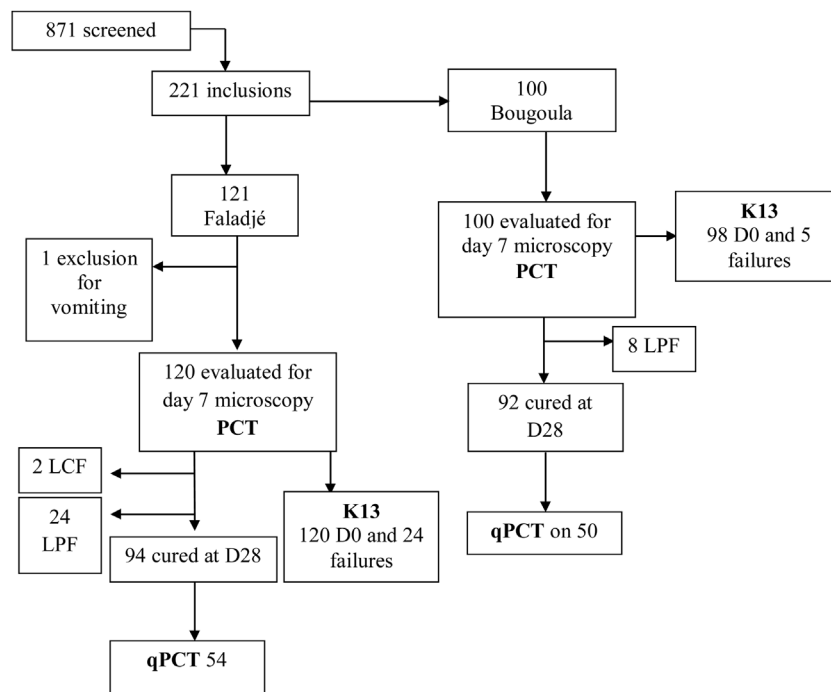 871 screened
221 inclusions
100
Bougoula
121
Faladjé
100 evaluated for
day 7 microscopy
PCT
K13
98 D0 and 5
failures
1 exclusion
for
vomiting
8 LPF
120 evaluated for
day 7 microscopy
PCT
92 cured at
D28
2 LCF
24
LPF
K13
120 D0 and 24
failures
qPCT on 50
94 cured at D28
qPCT 54